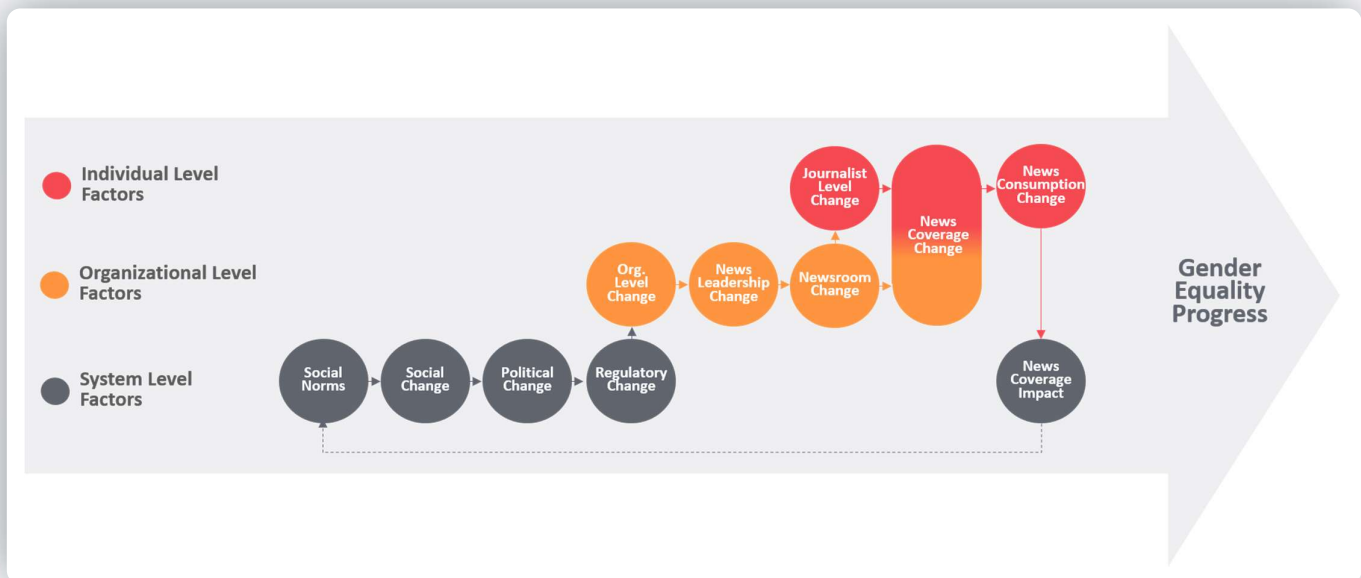 Individual Level
Factors
Organizational Level
Factors
System Level
Factors
Journalist
Level
Change
News
Coverage
Change
News
Consumption
Change
Org.
Level
Change
News
Leadership
Change
Newsroom
Change
Social
Norms
Social
Change
Political
Change
Regulatory
Change
News
Coverage
Impact
Gender
Equality
Progress